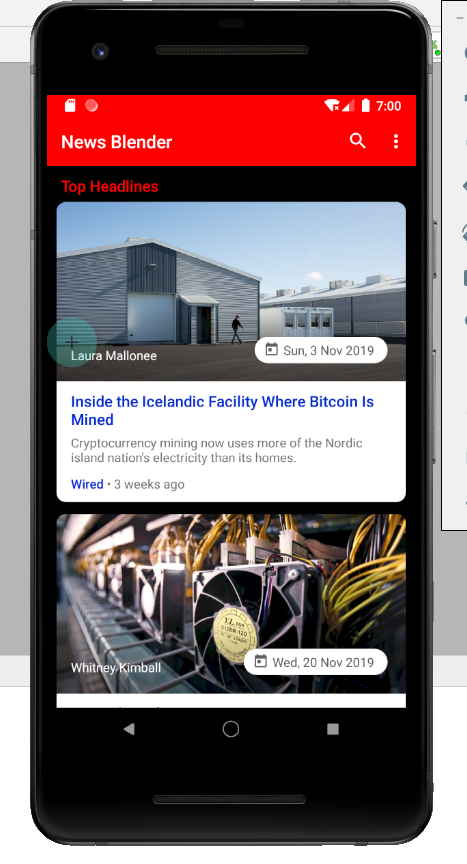 7:00
News Blender
Top Headlines
Laura Mallonee
Sun, 3 Nov 2019
Inside the Icelandic Facility Where Bitcoin Is
Mined
Cryptocurrency mining now uses more of the Nordic
island nation's electricity than its homes.
Wired • 3 weeks ago
Whitney Kimball
Wed, 20 Nov 2019